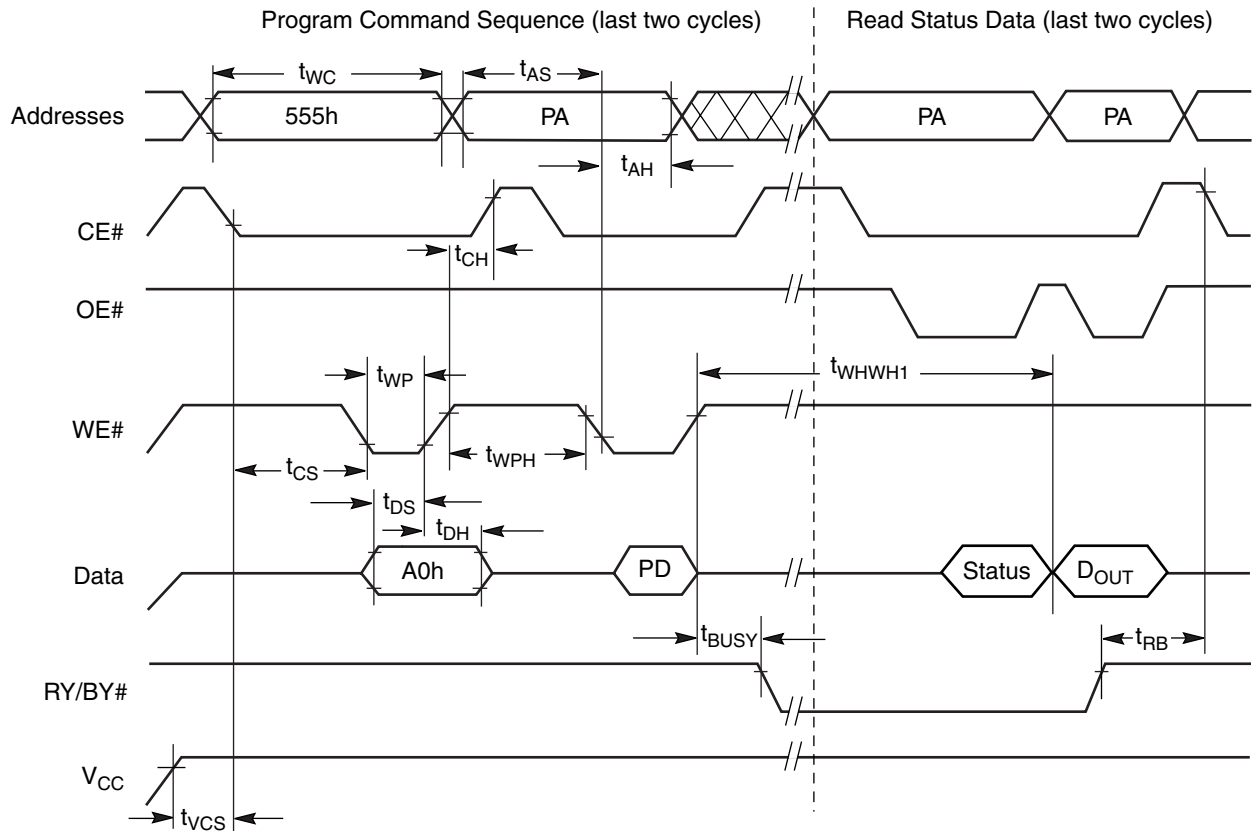 Program Command Sequence (last two cycles)
Read Status Data (last two cycles)
tWC
tAS
Addresses
555h
PA
PA
PA
tAH
CE#
tCH
OE#
tWP
tWHWH1
WE#
tCS
tWPH
tDS
tDH
Data
A0h
PD
Status
DOUT
tBUSY
tRB
RY/BY#
VCC
tVCS